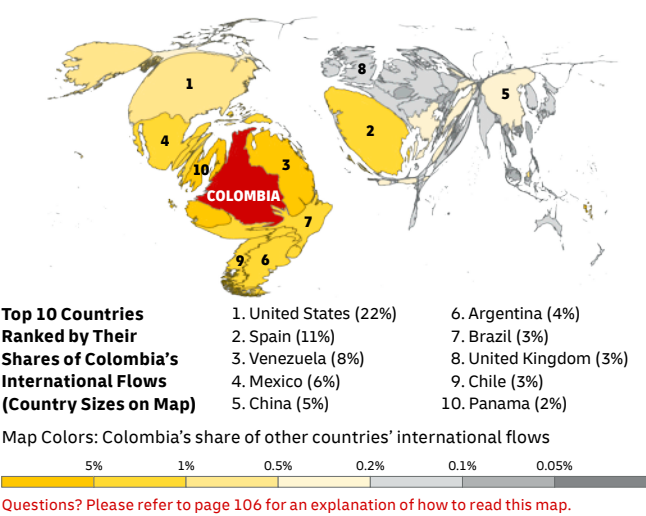 8
1
5
2
4
3
10
COLOMBIA
7
9
6
Top 10 Countries
Ranked by Their
Shares of Colombia's
International Flows
(Country Sizes on Map)
1. United States (22%)
2. Spain (11%)
3. Venezuela (8%)
4. Mexico (6%)
5. China (5%)
6. Argentina (4%)
7. Brazil (3%)
8. United Kingdom (3%)
9. Chile (3%)
10. Panama (2%)
Map Colors: Colombia's share of other countries' international flows
5% 1% 0.5% 0.2% 0.1% 0.05%
Questions? Please refer to page 106 for an explanation of how to read this map.